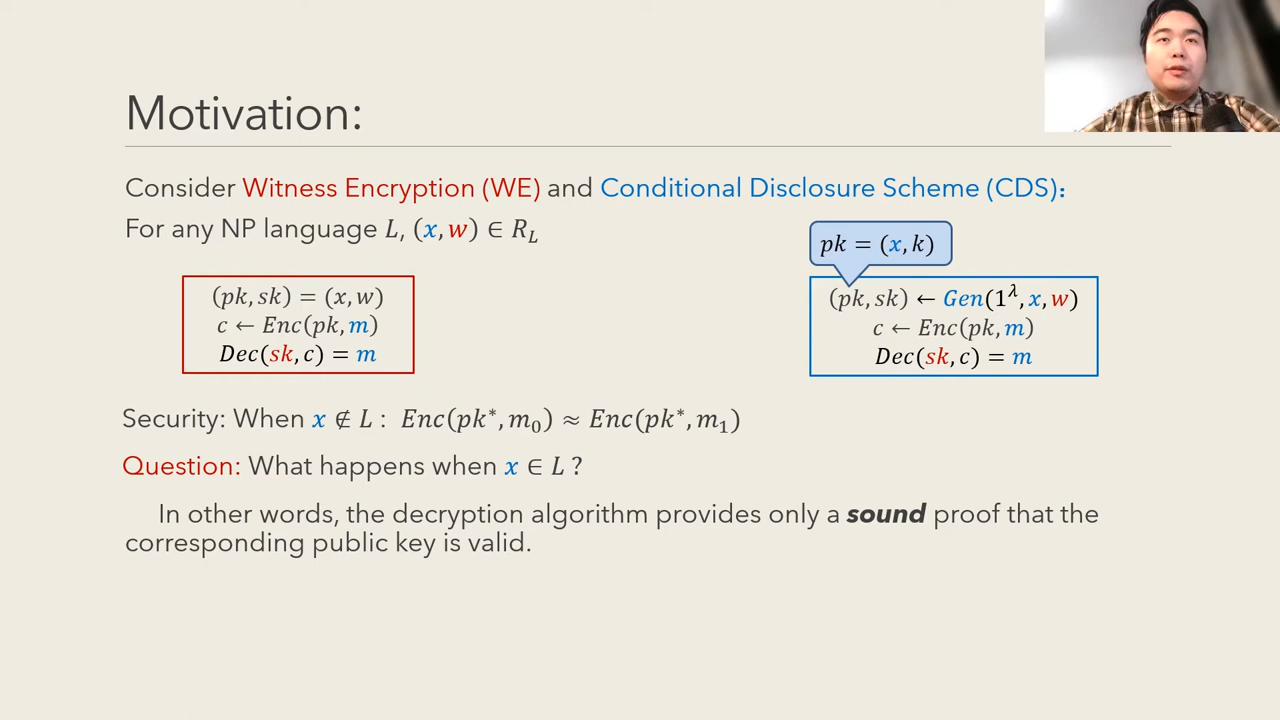 Motivation:
Consider Witness Encryption (WE) and Conditional Disclosure Scheme (CDS):
For any NP language L, (x, w) ∈ R_L
pk = (x, k)
(pk, sk) = (x, w)
c ← Enc(pk, m)
Dec(sk, c) = m
(pk, sk) ← Gen(1^λ, x, w)
c ← Enc(pk, m)
Dec(sk, c) = m
Security: When x ∉ L : Enc(pk*, m_0) ≈ Enc(pk*, m_1)
Question: What happens when x ∈ L ?
In other words, the decryption algorithm provides only a sound proof that the
corresponding public key is valid.